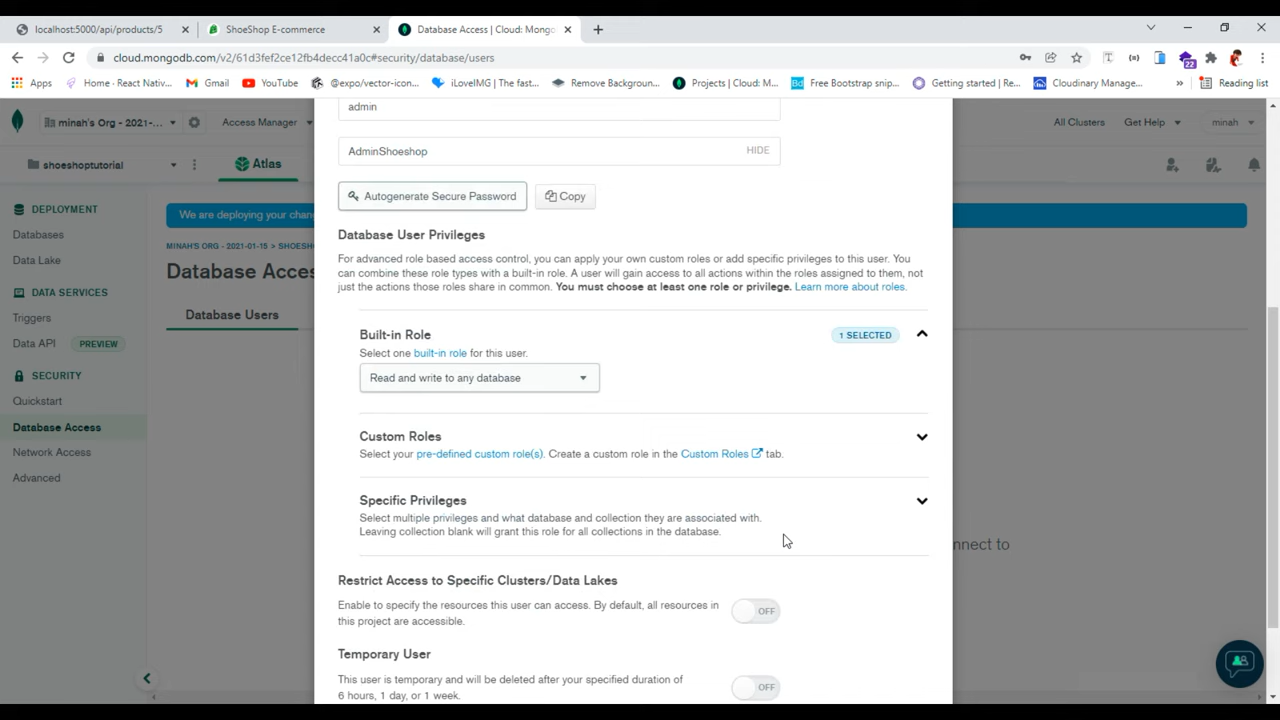 localhost:5000/api/products/5
ShoeShop E-commerce
Database Access | Cloud: Mongo
cloud.mongodb.com/v2/61d3fef2ce12fb4decc41a0c#security/database/users
22
Apps
Home · React Nativ...
Gmail
YouTube
@expo/vector-icon...
iLoveIMG | The fast...
Remove Backgroun...
Projects | Cloud: M...
Bd
Free Bootstrap snip...
Getting started | Re...
Cloudinary Manage...
»
Reading list
minah's Org - 2021-...
Access Manager
admin
All Clusters
Get Help
minah
shoeshoptutorial
Atlas
AdminShoeshop
HIDE
Autogenerate Secure Password
Copy
DEPLOYMENT
Databases
Data Lake
DATA SERVICES
Triggers
Data API
PREVIEW
SECURITY
Quickstart
Database Access
Network Access
Advanced
We are deploying your chan
MINAH'S ORG - 2021-01-15 > SHOESH
Database Acces
Database Users
Database User Privileges
For advanced role based access control, you can apply your own custom roles or add specific privileges to this user. You
can combine these role types with a built-in role. A user will gain access to all actions within the roles assigned to them, not
just the actions those roles share in common. You must choose at least one role or privilege. Learn more about roles.
Built-in Role
1 SELECTED
Select one built-in role for this user.
Read and write to any database
Custom Roles
Select your pre-defined custom role(s). Create a custom role in the Custom Roles tab.
Specific Privileges
Select multiple privileges and what database and collection they are associated with.
Leaving collection blank will grant this role for all collections in the database.
nnect to
Restrict Access to Specific Clusters/Data Lakes
Enable to specify the resources this user can access. By default, all resources in
this project are accessible.
OFF
Temporary User
This user is temporary and will be deleted after your specified duration of
6 hours, 1 day, or 1 week.
OFF